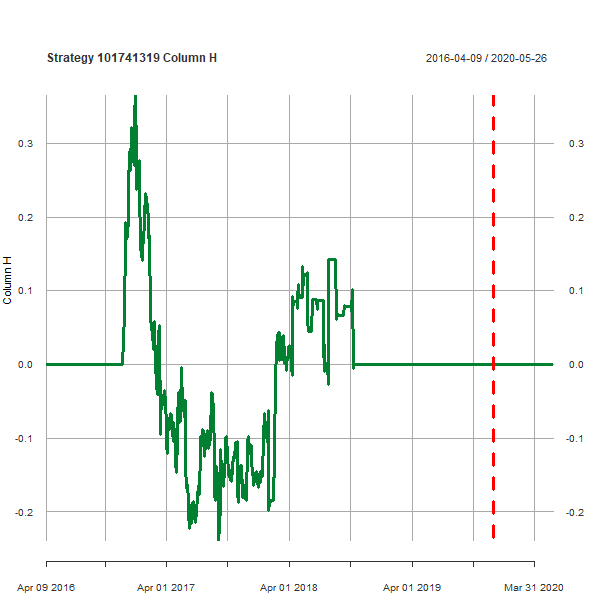 Strategy 101741319 Column H
2016-04-09 / 2020-05-26
0.3 0.3
0.2 0.2
0.1 0.1
0.0 0.0
-0.1 -0.1
-0.2 -0.2
Column H
Apr 09 2016 Apr 01 2017 Apr 01 2018 Apr 01 2019 Mar 31 2020